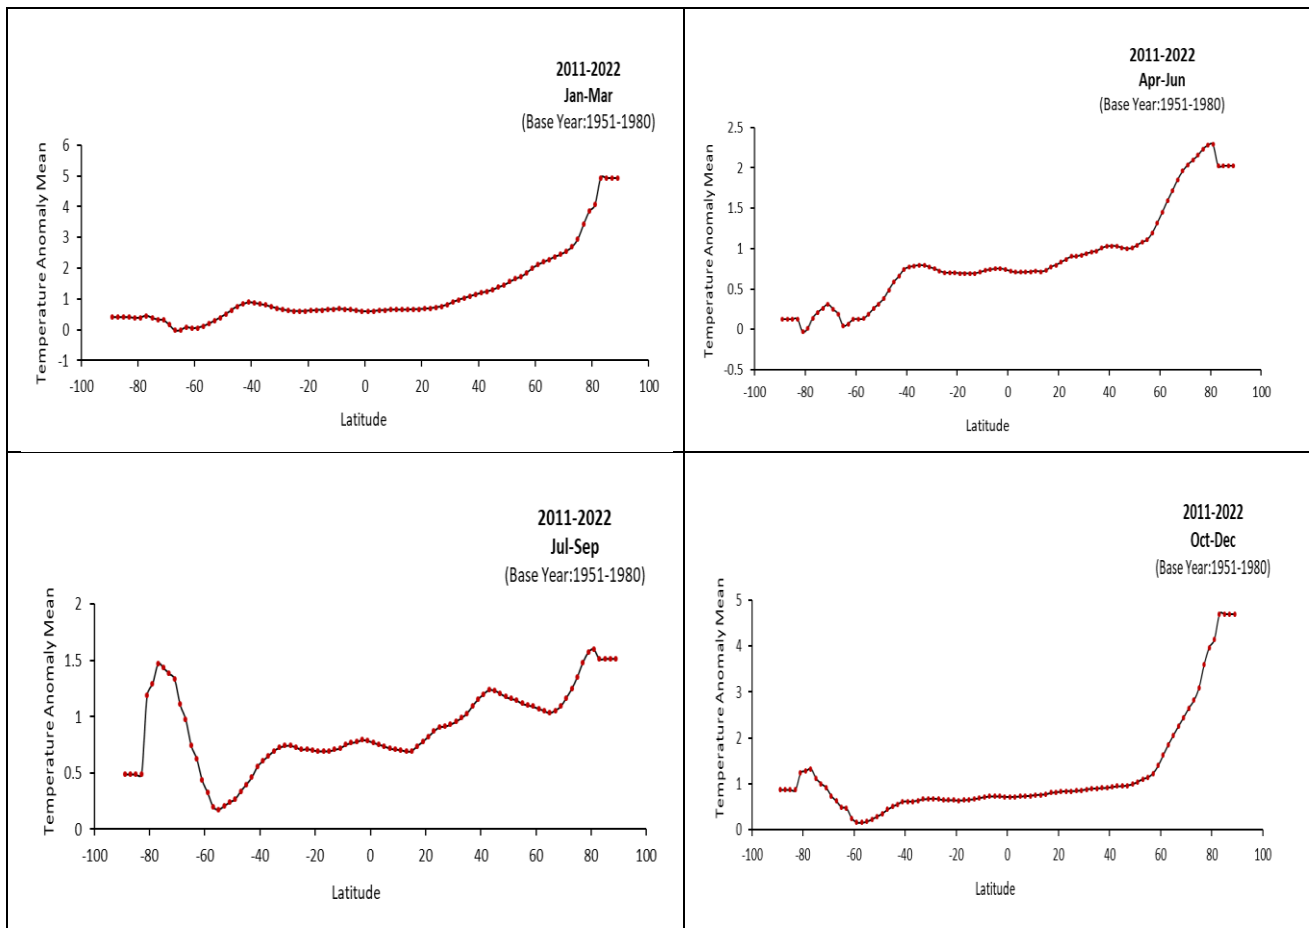 2011-2022
Jan-Mar
(Base Year:1951-1980)
Temperature Anomaly Mean
6
5
4
3
2
1
0
-1
-100 -80 -60 -40 -20 0 20 40 60 80 100
Latitude
2011-2022
Apr-Jun
(Base Year:1951-1980)
Temperature Anomaly Mean
2.5
2
1.5
1
0.5
0
-0.5
-100 -80 -60 -40 -20 0 20 40 60 80 100
Latitude
2011-2022
Jul-Sep
(Base Year:1951-1980)
Temperature Anomaly Mean
2
1.5
1
0.5
0
-100 -80 -60 -40 -20 0 20 40 60 80 100
Latitude
2011-2022
Oct-Dec
(Base Year:1951-1980)
Temperature Anomaly Mean
5
4
3
2
1
0
-100 -80 -60 -40 -20 0 20 40 60 80 100
Latitude